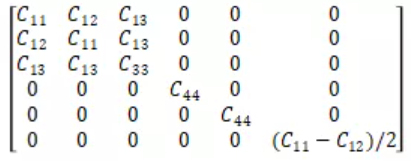 C₁₁ C₁₂ C₁₃ 0 0 0
C₁₂ C₁₁ C₁₃ 0 0 0
C₁₃ C₁₃ C₃₃ 0 0 0
0 0 0 C₄₄ 0 0
0 0 0 0 C₄₄ 0
0 0 0 0 0 (C₁₁ − C₁₂)/2